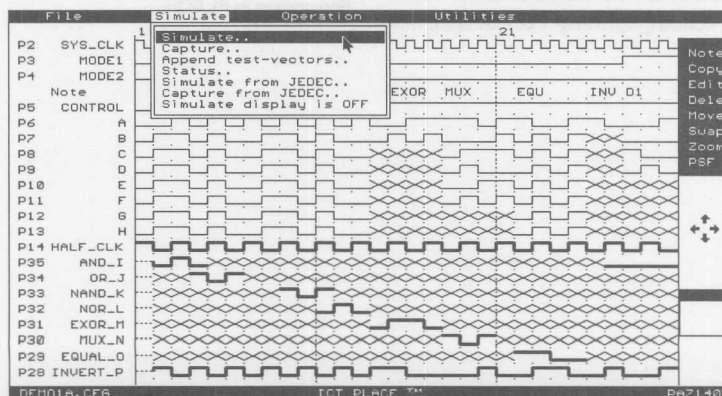 File Simulate Operation Utilities
1 21
Simulate..
Capture..
Append test-vectors..
Status..
Simulate from JEDEC..
Capture from JEDEC..
Simulate display is OFF
P2 SYS_CLK
P3 MODE1
P4 MODE2
Note EXOR MUX EQU INV D1
P5 CONTROL
P6 A
P7 B
P8 C
P9 D
P10 E
P11 F
P12 G
P13 H
P14 HALF_CLK
P35 AND_I
P34 OR_J
P33 NAND_K
P32 NOR_L
P31 EXOR_M
P30 MUX_N
P29 EQUAL_O
P28 INVERT_P
Note
Copy
Edit
Dele
Move
Swap
Zoom
PSF
DEMO1A.CFG ICT PLACE TM PA7140